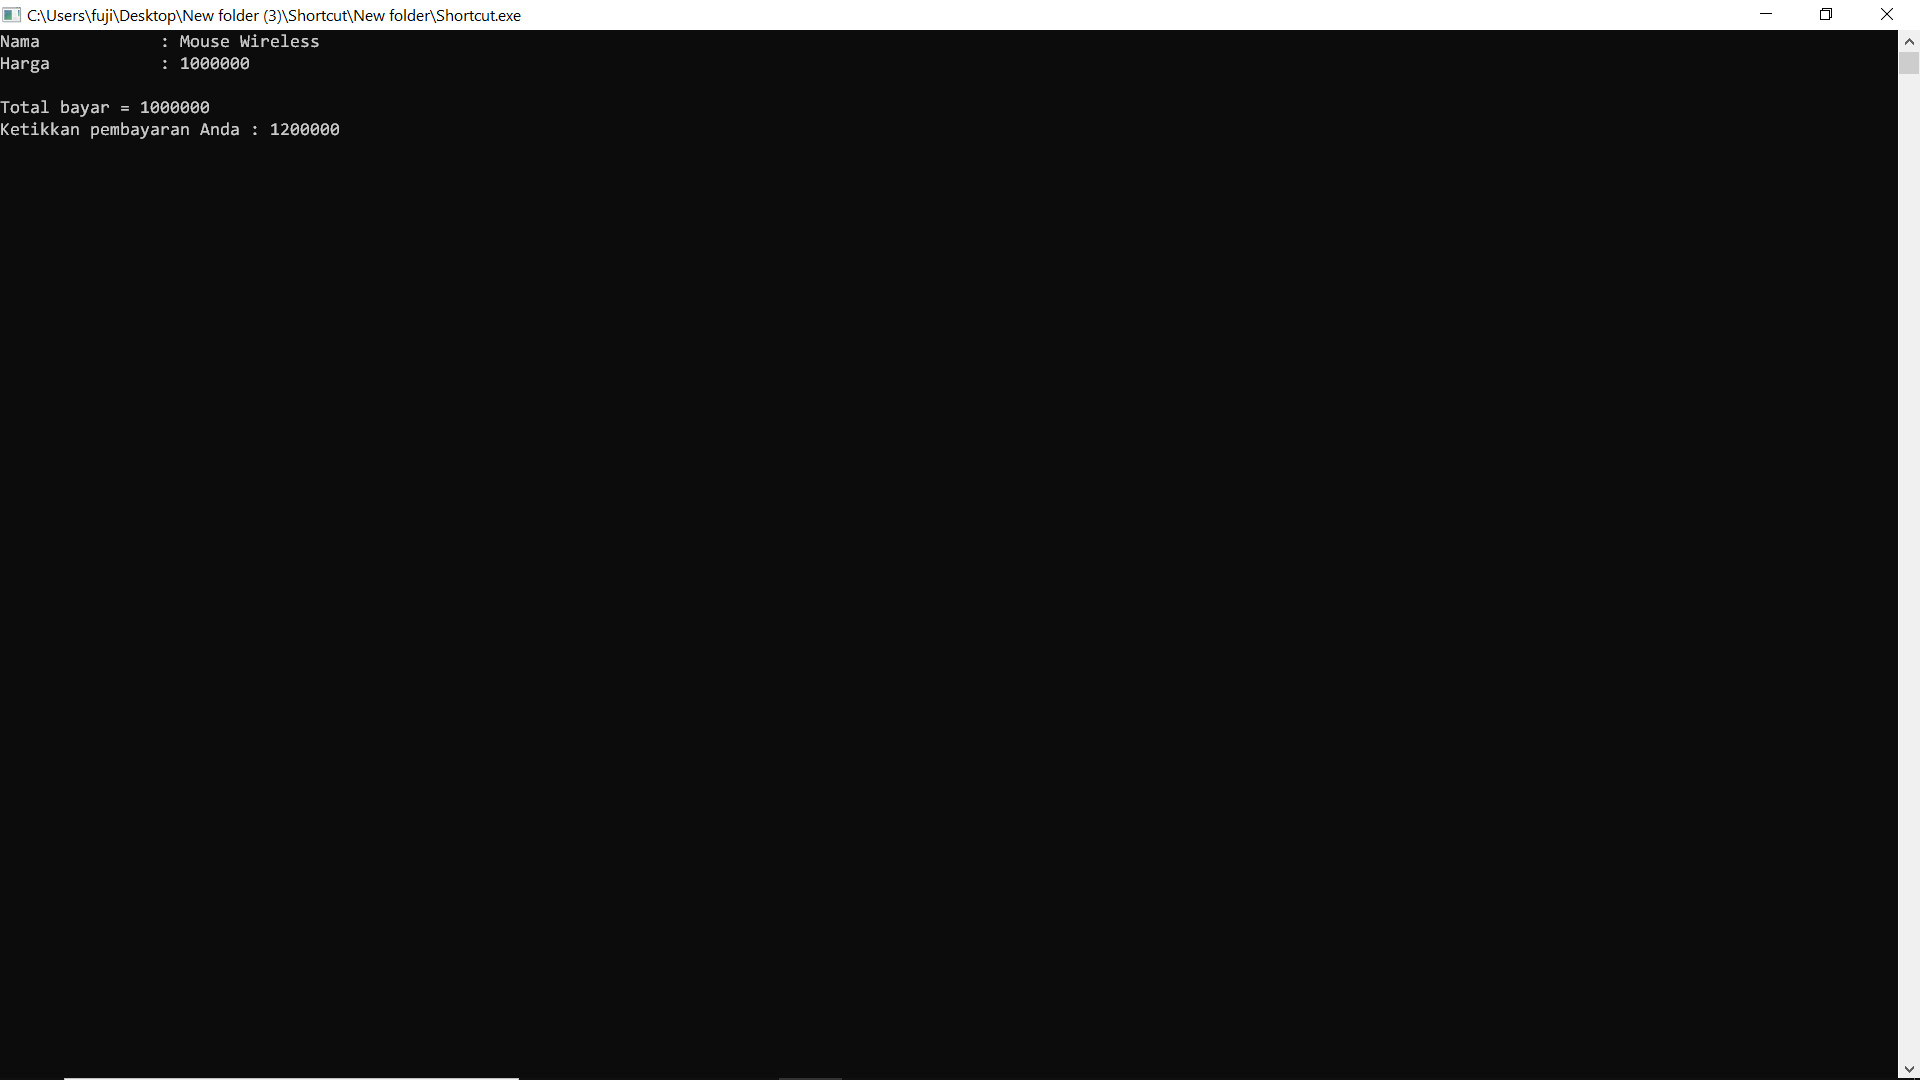 C:\Users\fuji\Desktop\New folder (3)\Shortcut\New folder\Shortcut.exe
Nama            : Mouse Wireless
Harga           : 1000000
Total bayar = 1000000
Ketikkan pembayaran Anda : 1200000